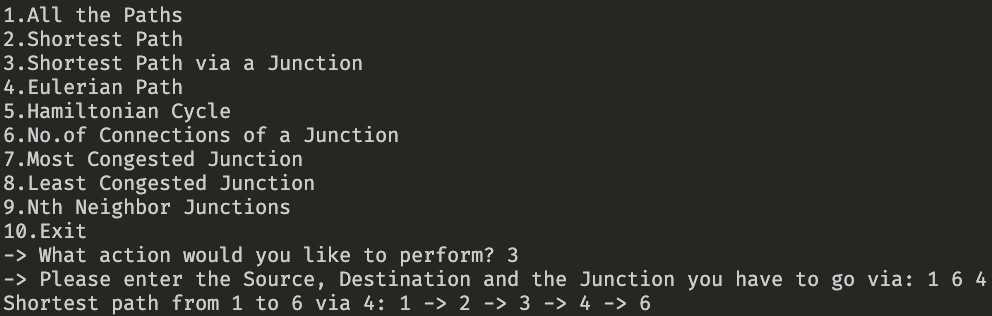 1.All the Paths
2.Shortest Path
3.Shortest Path via a Junction
4.Eulerian Path
5.Hamiltonian Cycle
6.No.of Connections of a Junction
7.Most Congested Junction
8.Least Congested Junction
9.Nth Neighbor Junctions
10.Exit
-> What action would you like to perform? 3
-> Please enter the Source, Destination and the Junction you have to go via: 1 6 4
Shortest path from 1 to 6 via 4: 1 -> 2 -> 3 -> 4 -> 6